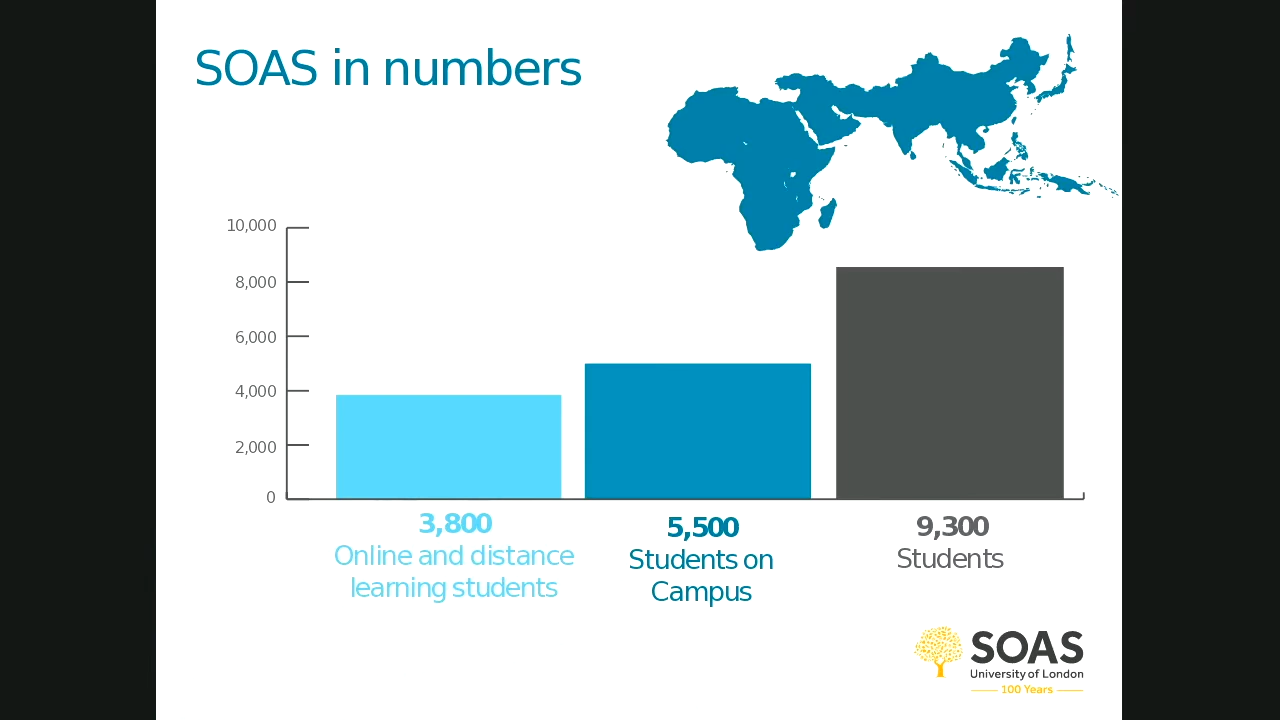 SOAS in numbers
10,000
8,000
6,000
4,000
2,000
0
3,800
Online and distance
learning students
5,500
Students on
Campus
9,300
Students
SOAS
University of London
100 Years